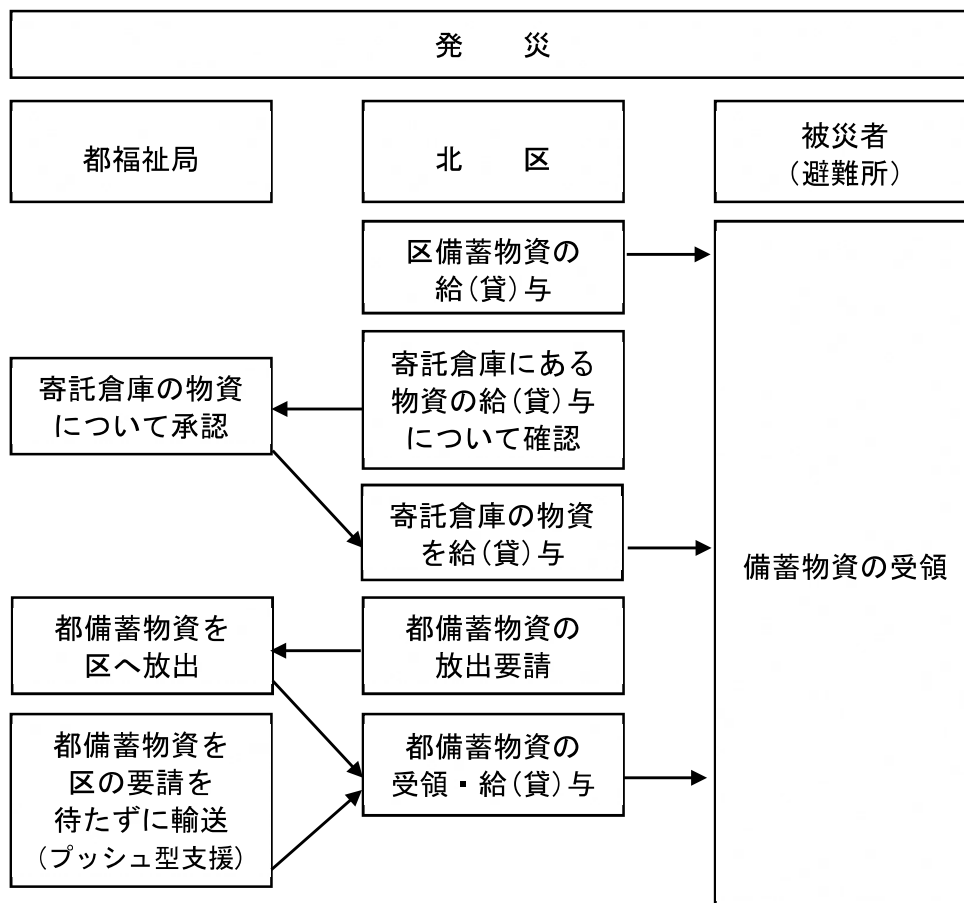 発　　災
都福祉局
北　　区
被災者
（避難所）
区備蓄物資の
給（貸）与
寄託倉庫にある
物資の給（貸）与
について確認
寄託倉庫の物資
について承認
寄託倉庫の物資
を給（貸）与
備蓄物資の受領
都備蓄物資を
区へ放出
都備蓄物資の
放出要請
都備蓄物資を
区の要請を
待たずに輸送
（プッシュ型支援）
都備蓄物資の
受領・給（貸）与